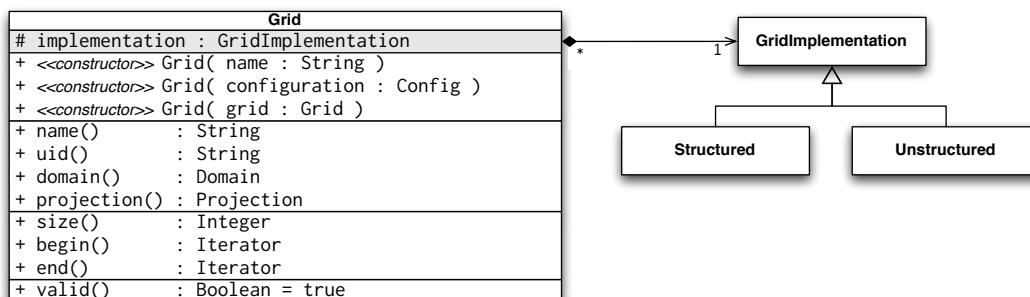 Grid
# implementation : GridImplementation
+ <<constructor>> Grid( name : String )
+ <<constructor>> Grid( configuration : Config )
+ <<constructor>> Grid( grid : Grid )
+ name() : String
+ uid() : String
+ domain() : Domain
+ projection() : Projection
+ size() : Integer
+ begin() : Iterator
+ end() : Iterator
+ valid() : Boolean = true
* 1
GridImplementation
Structured
Unstructured